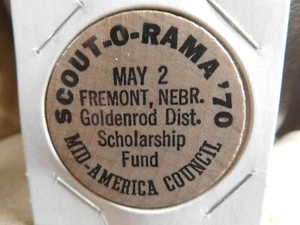 SCOUT-O-RAMA '70
MAY 2
FREMONT, NEBR.
Goldenrod Dist.
Scholarship
Fund
MID-AMERICA COUNCIL